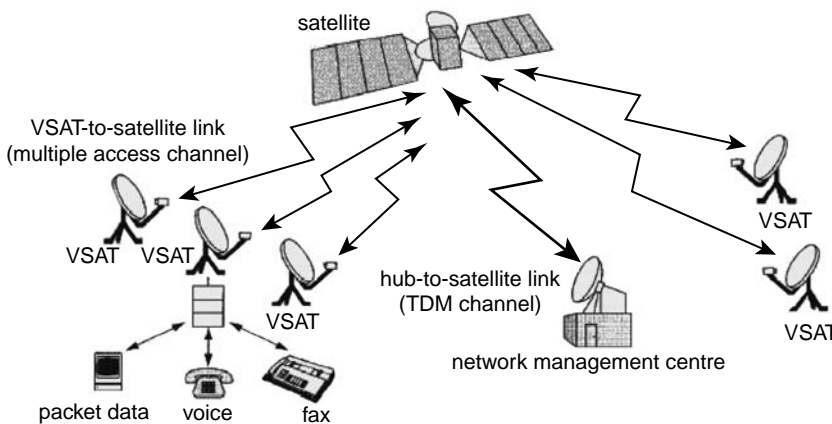 satellite
VSAT-to-satellite link
(multiple access channel)
VSAT
VSAT
VSAT
VSAT
VSAT
hub-to-satellite link
(TDM channel)
network management centre
packet data
voice
fax